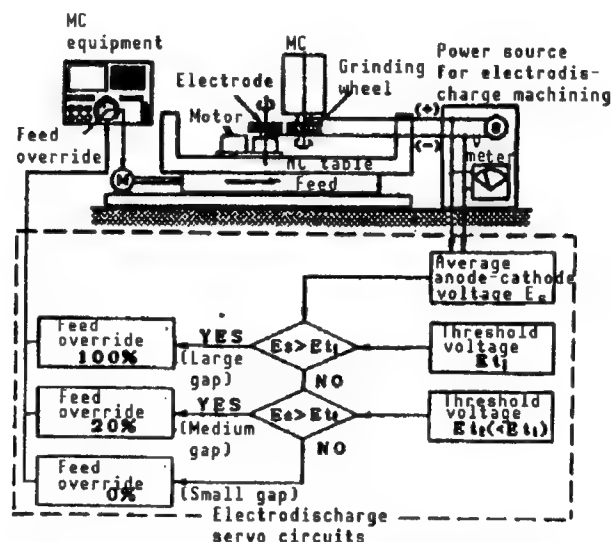 MC
equipment
MC
Electrode
Grinding
wheel
Power source
for electrodis-
charge machining
Motor
(+)
(-)
V
meter
Feed
override
NC table
M
Feed
Average
anode-cathode
voltage Es
Feed
override
100%
YES
(Large
gap)
Es>Et1
Threshold
voltage
Et1
NO
Feed
override
20%
YES
(Medium
gap)
Es>Et2
Threshold
voltage
Et2(<Et1)
NO
Feed
override
0%
(Small gap)
Electrodischarge
servo circuits